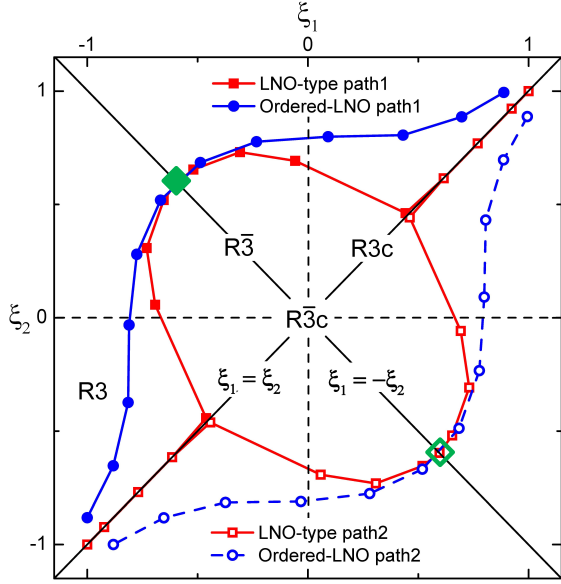 ξ₁
-1 0 1
LNO-type path1
Ordered-LNO path1
1
R3̅ R3c
ξ₂ 0 R3̅c
ξ₁ = ξ₂ ξ₁ = −ξ₂
R3
LNO-type path2
-1 Ordered-LNO path2